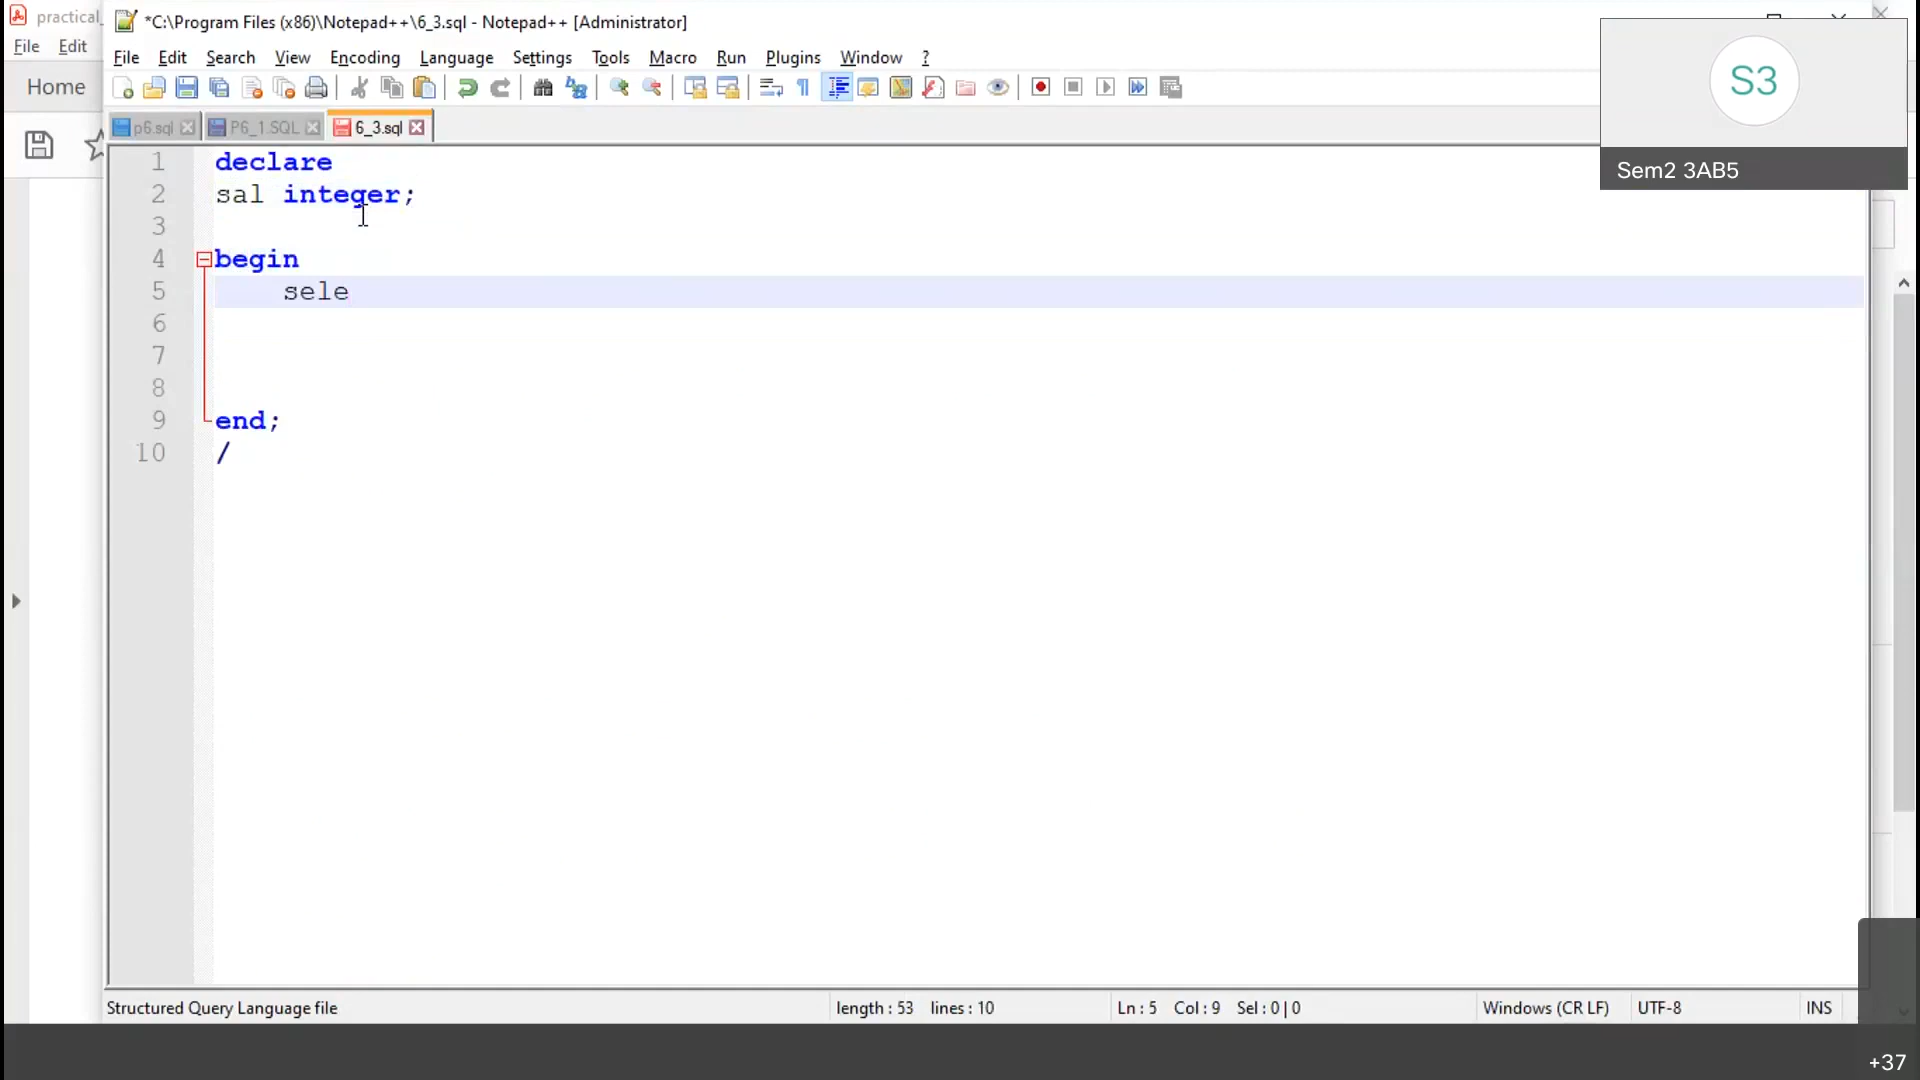 practical_
*C:\Program Files (x86)\Notepad++\6_3.sql - Notepad++ [Administrator]
File Edit
File Edit Search View Encoding Language Settings Tools Macro Run Plugins Window ?
Home
S3
Sem2 3AB5
p6.sql P6_1.SQL 6_3.sql
1 declare
2 sal integer;
3
4 begin
5 sele
6
7
8
9 end;
10 /
Structured Query Language file length : 53 lines : 10 Ln : 5 Col : 9 Sel : 0 | 0 Windows (CR LF) UTF-8 INS
+37